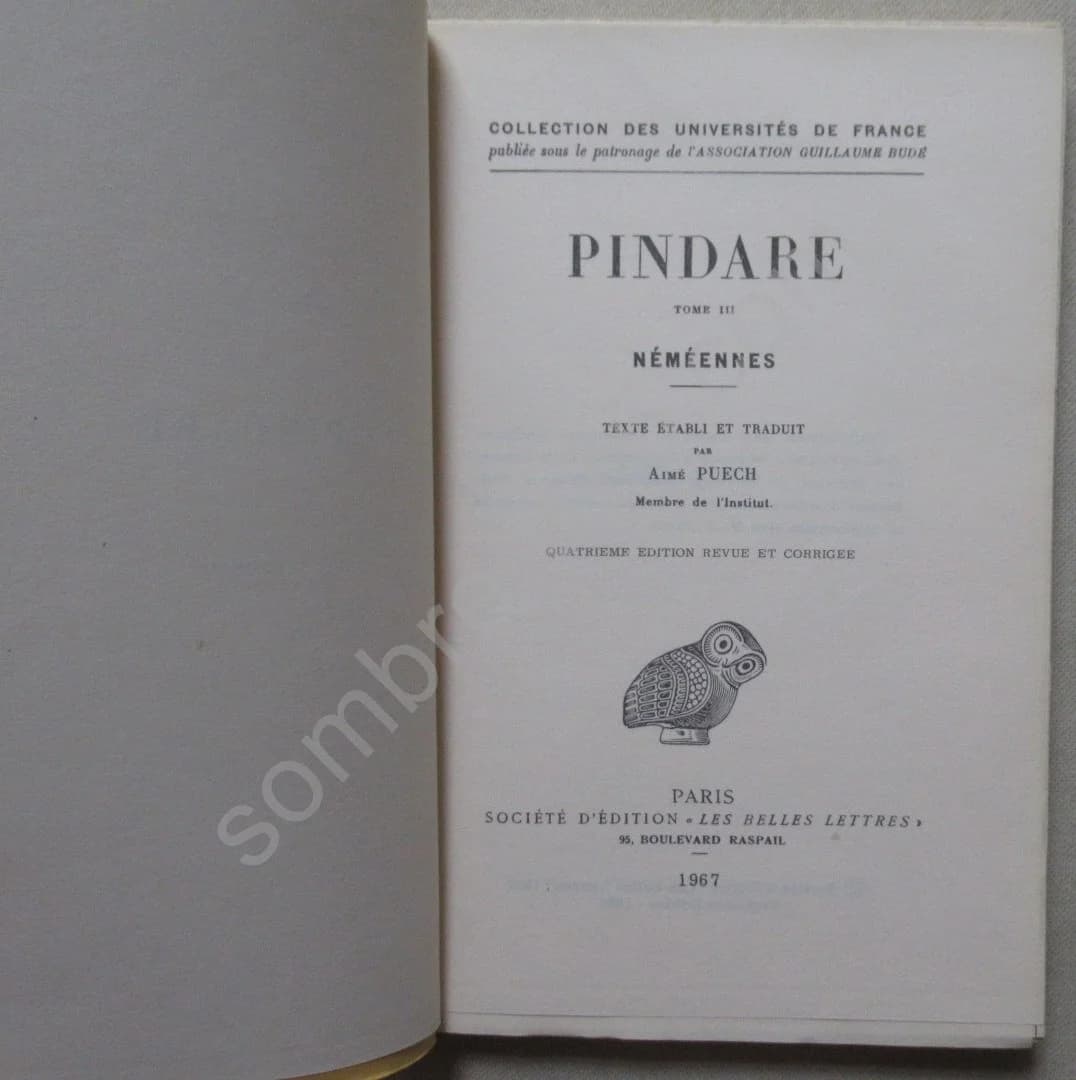 COLLECTION DES UNIVERSITÉS DE FRANCE
publiée sous le patronage de l'ASSOCIATION GUILLAUME BUDÉ
PINDARE
TOME III
NÉMÉENNES
TEXTE ÉTABLI ET TRADUIT
PAR
AIMÉ PUECH
Membre de l'Institut.
QUATRIEME EDITION REVUE ET CORRIGEE
sombr
PARIS
SOCIÉTÉ D'ÉDITION « LES BELLES LETTRES »
95, BOULEVARD RASPAIL
1967